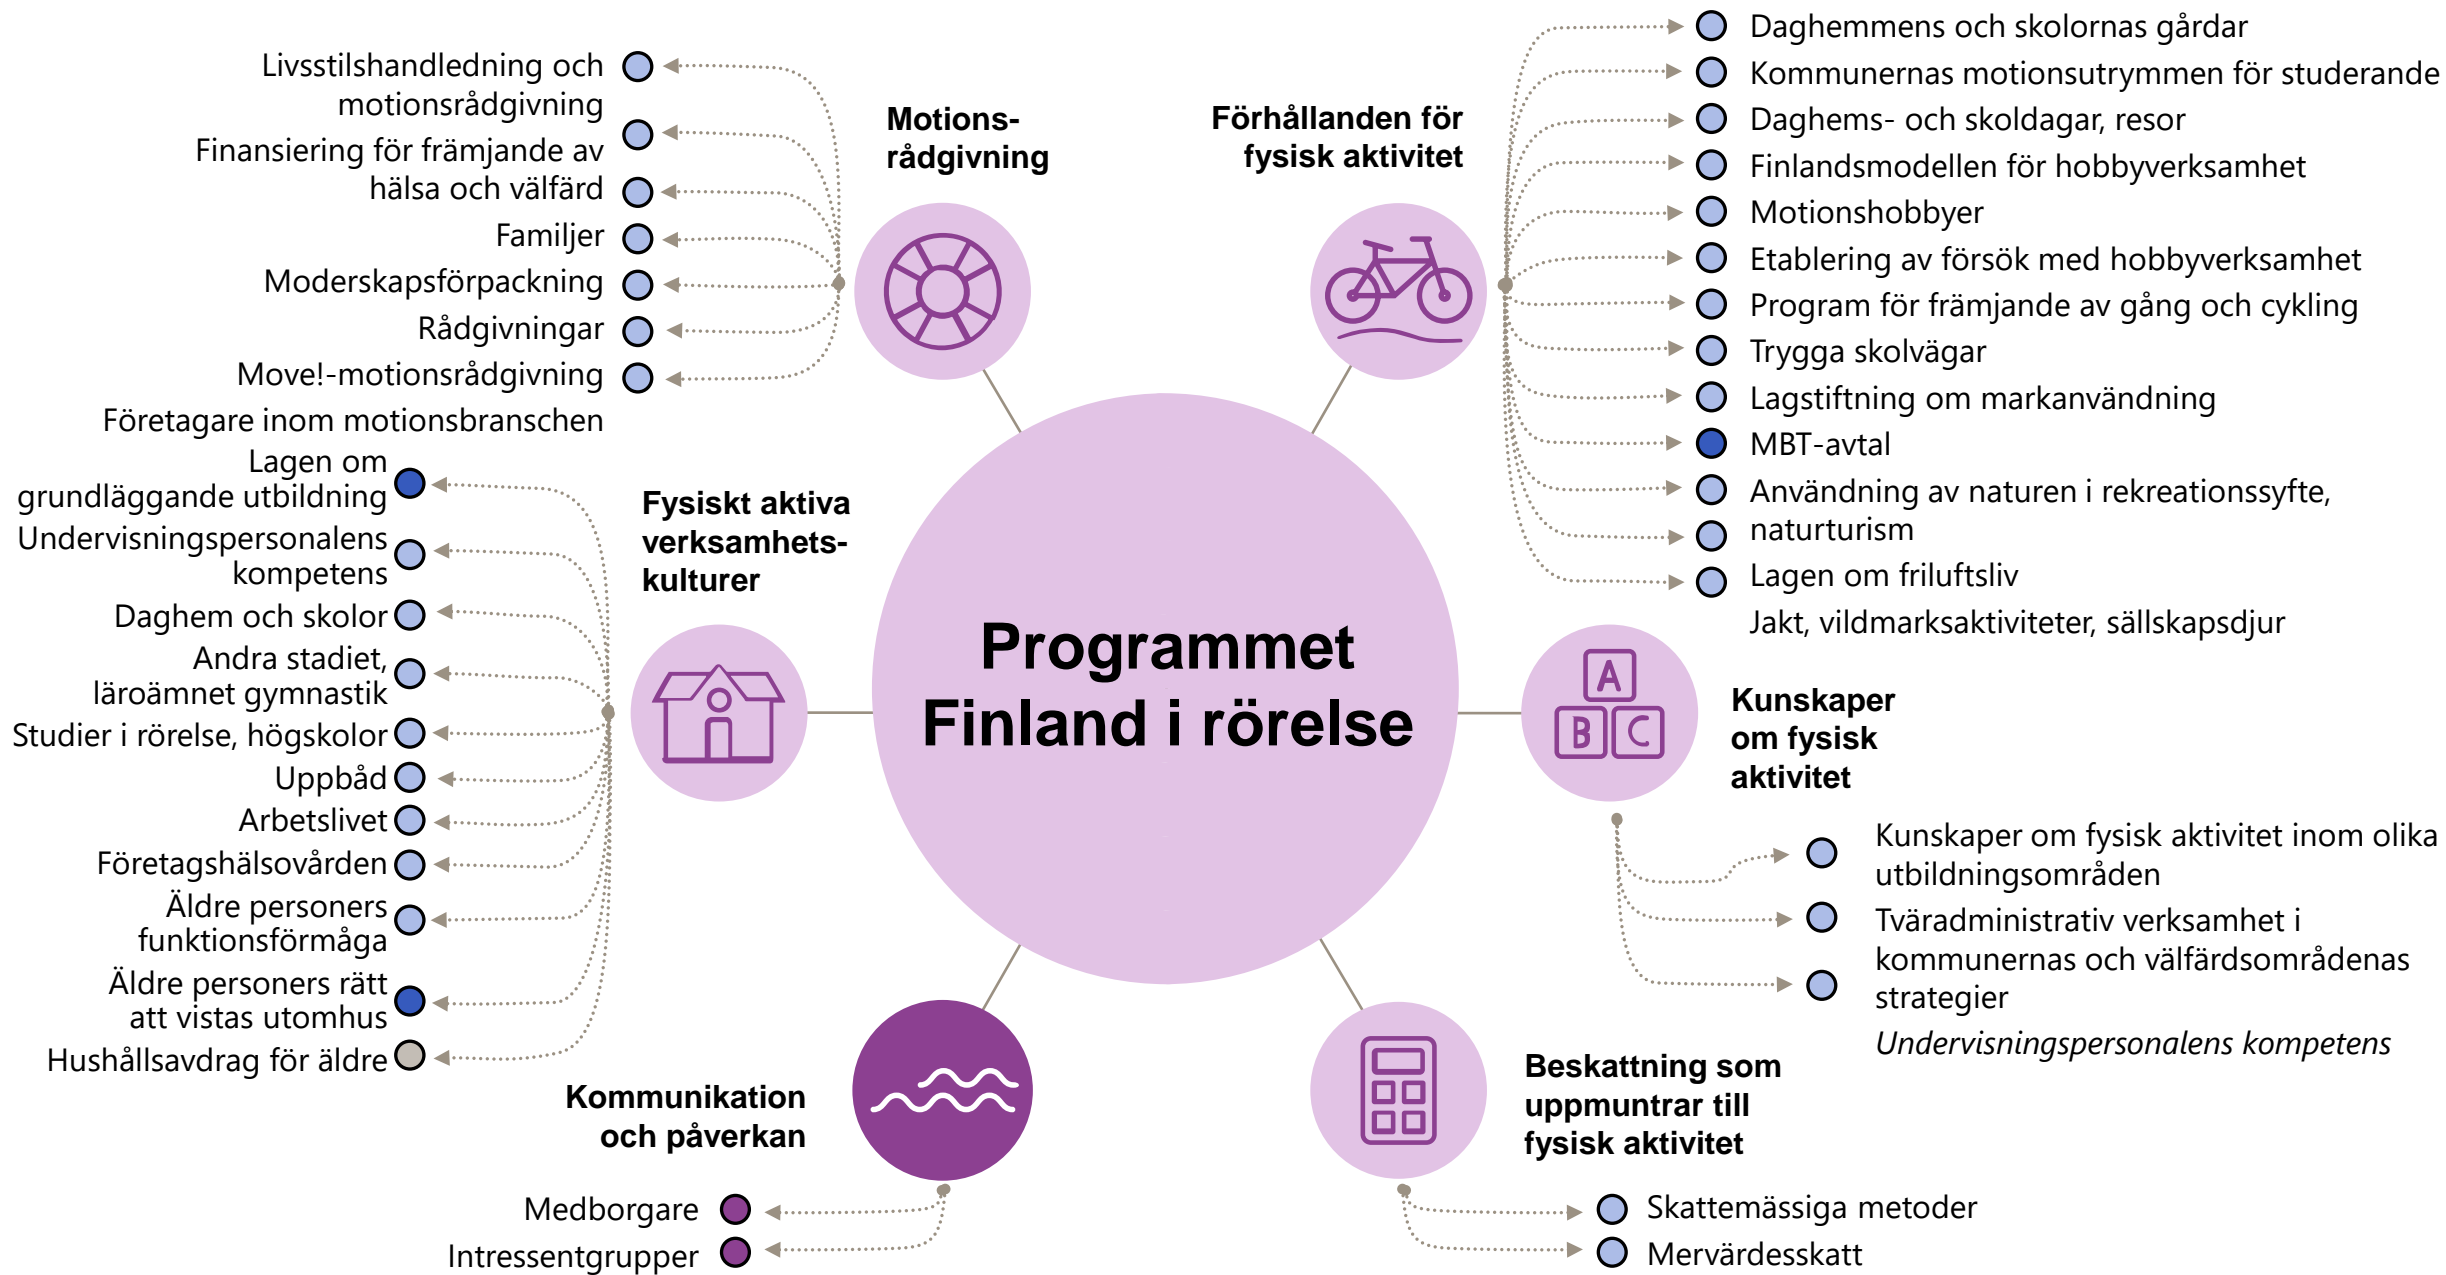 Livsstilshandledning och
motionsrådgivning
Finansiering för främjande av
hälsa och välfärd
Familjer
Moderskapsförpackning
Rådgivningar
Move!-motionsrådgivning
Företagare inom motionsbranschen
Motions-
rådgivning
Förhållanden för
fysisk aktivitet
Daghemmens och skolornas gårdar
Kommunernas motionsutrymmen för studerande
Daghems- och skoldagar, resor
Finlandsmodellen för hobbyverksamhet
Motionshobbyer
Etablering av försök med hobbyverksamhet
Program för främjande av gång och cykling
Trygga skolvägar
Lagstiftning om markanvändning
MBT-avtal
Användning av naturen i rekreationssyfte,
naturturism
Lagen om friluftsliv
Jakt, vildmarksaktiviteter, sällskapsdjur
Lagen om
grundläggande utbildning
Undervisningspersonalens
kompetens
Daghem och skolor
Andra stadiet,
läroämnet gymnastik
Studier i rörelse, högskolor
Uppbåd
Arbetslivet
Företagshälsovården
Äldre personers
funktionsförmåga
Äldre personers rätt
att vistas utomhus
Hushållsavdrag för äldre
Fysiskt aktiva
verksamhets-
kulturer
Programmet
Finland i rörelse
A
B C
Kunskaper
om fysisk
aktivitet
Kunskaper om fysisk aktivitet inom olika
utbildningsområden
Tväradministrativ verksamhet i
kommunernas och välfärdsområdenas
strategier
Undervisningspersonalens kompetens
Kommunikation
och påverkan
Medborgare
Intressentgrupper
Beskattning som
uppmuntrar till
fysisk aktivitet
Skattemässiga metoder
Mervärdesskatt